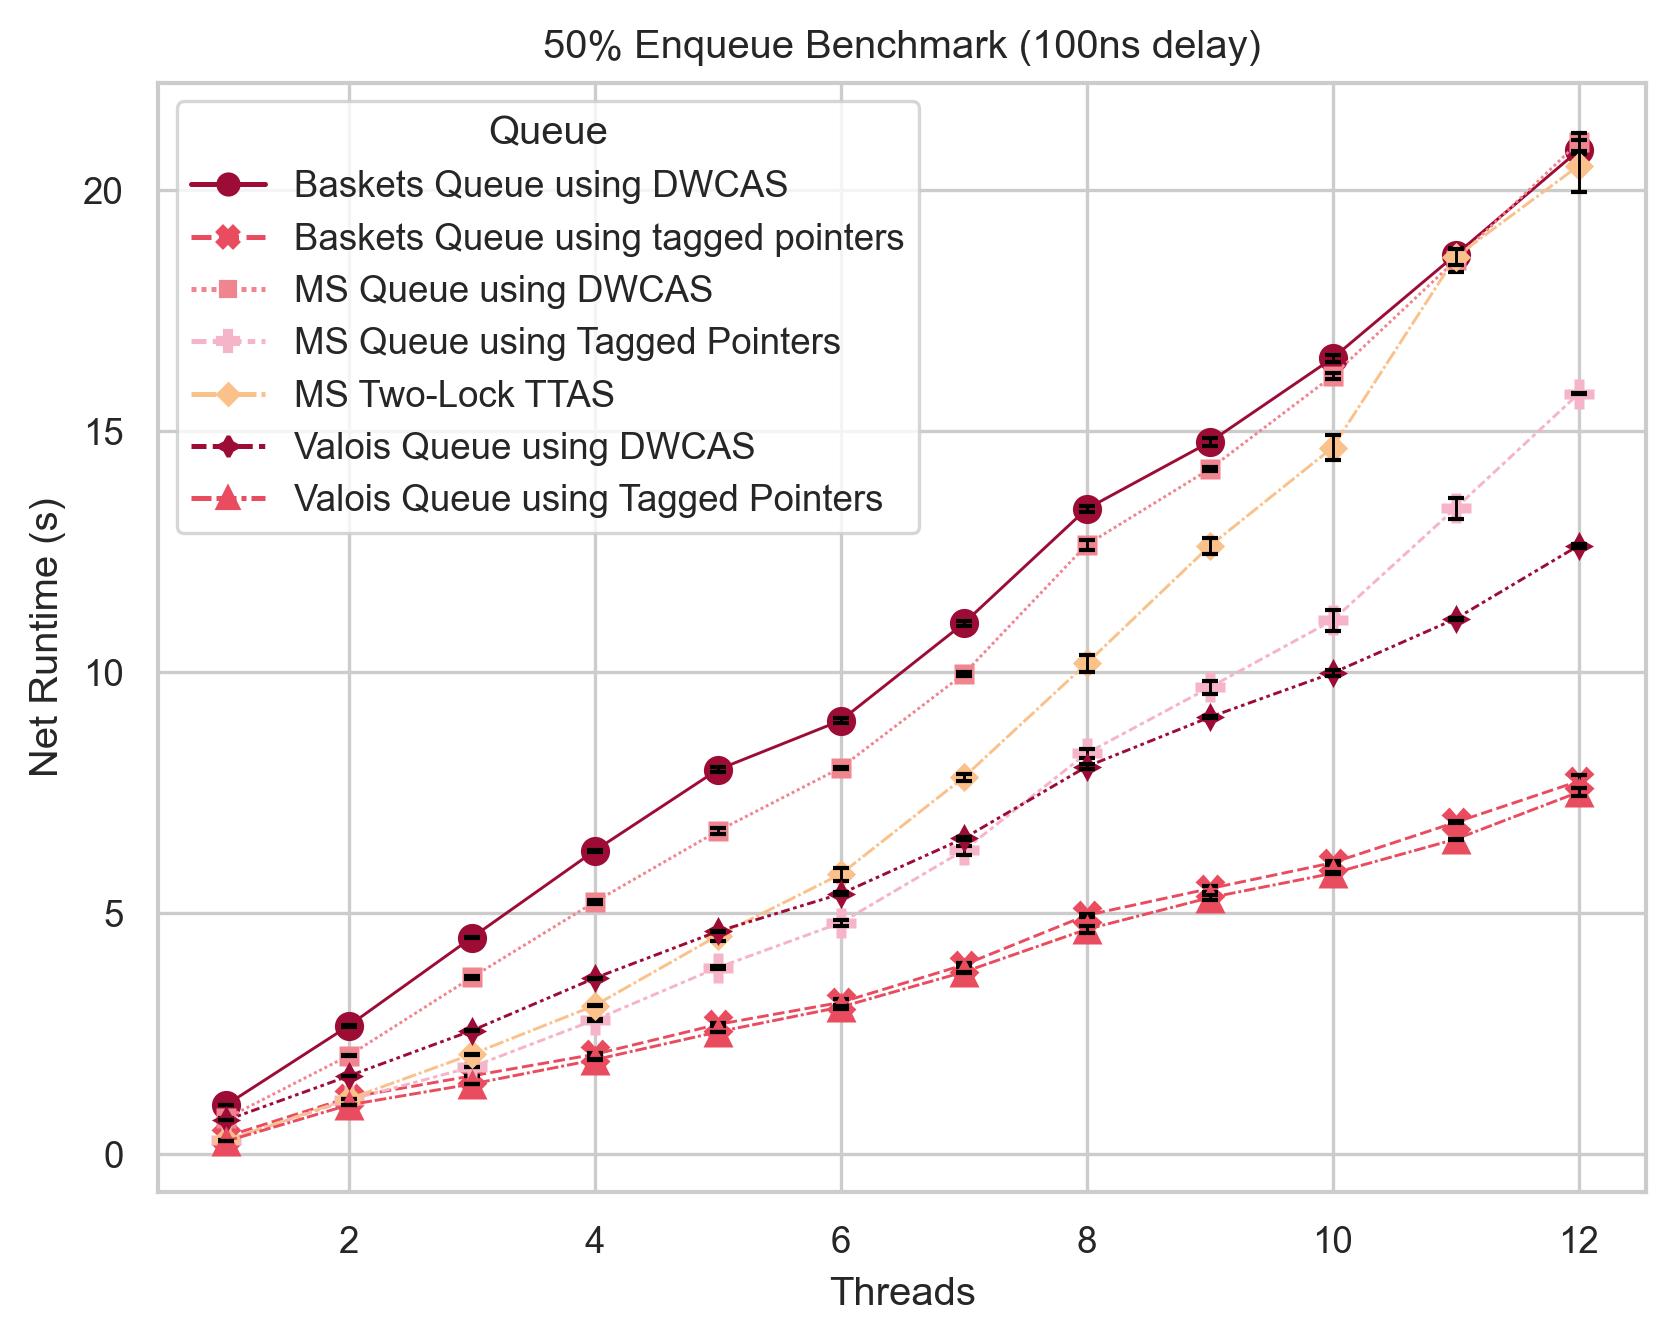 50% Enqueue Benchmark (100ns delay)
Queue
Baskets Queue using DWCAS
Baskets Queue using tagged pointers
MS Queue using DWCAS
MS Queue using Tagged Pointers
MS Two-Lock TTAS
Valois Queue using DWCAS
Valois Queue using Tagged Pointers
Net Runtime (s)
20
15
10
5
0
2 4 6 8 10 12
Threads